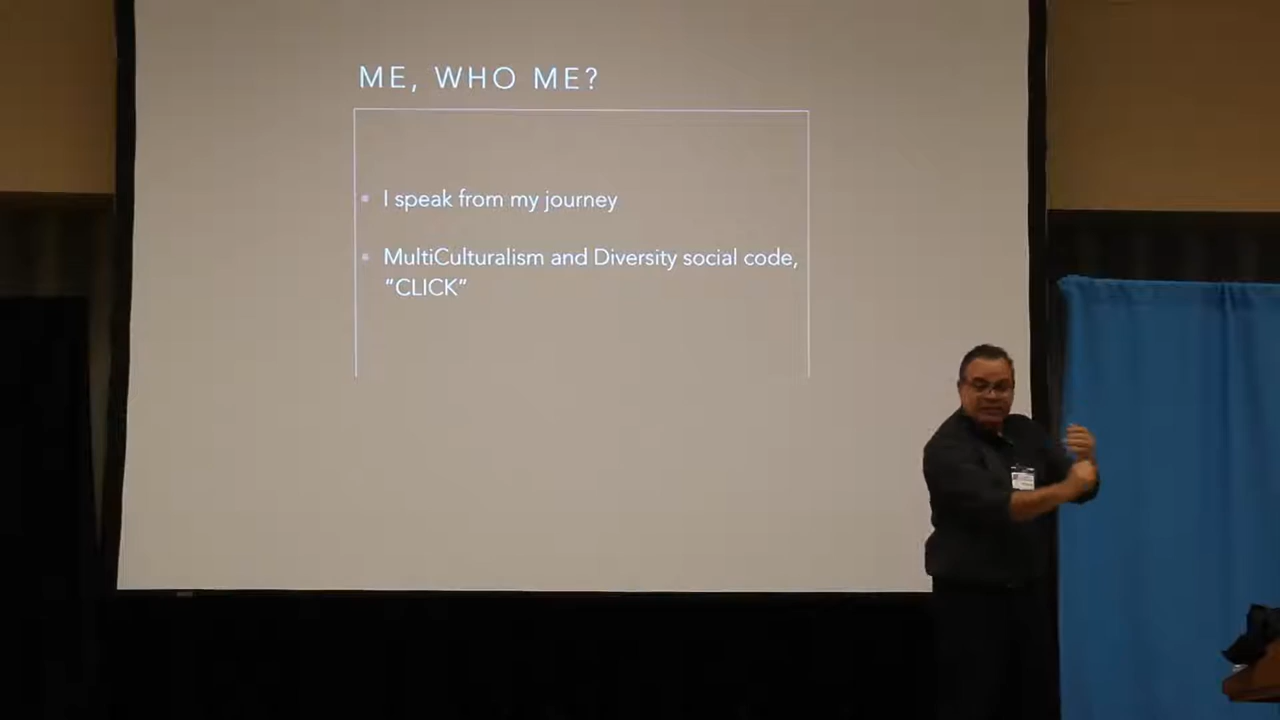 ME, WHO ME?
I speak from my journey
MultiCulturalism and Diversity social code,
“CLICK”